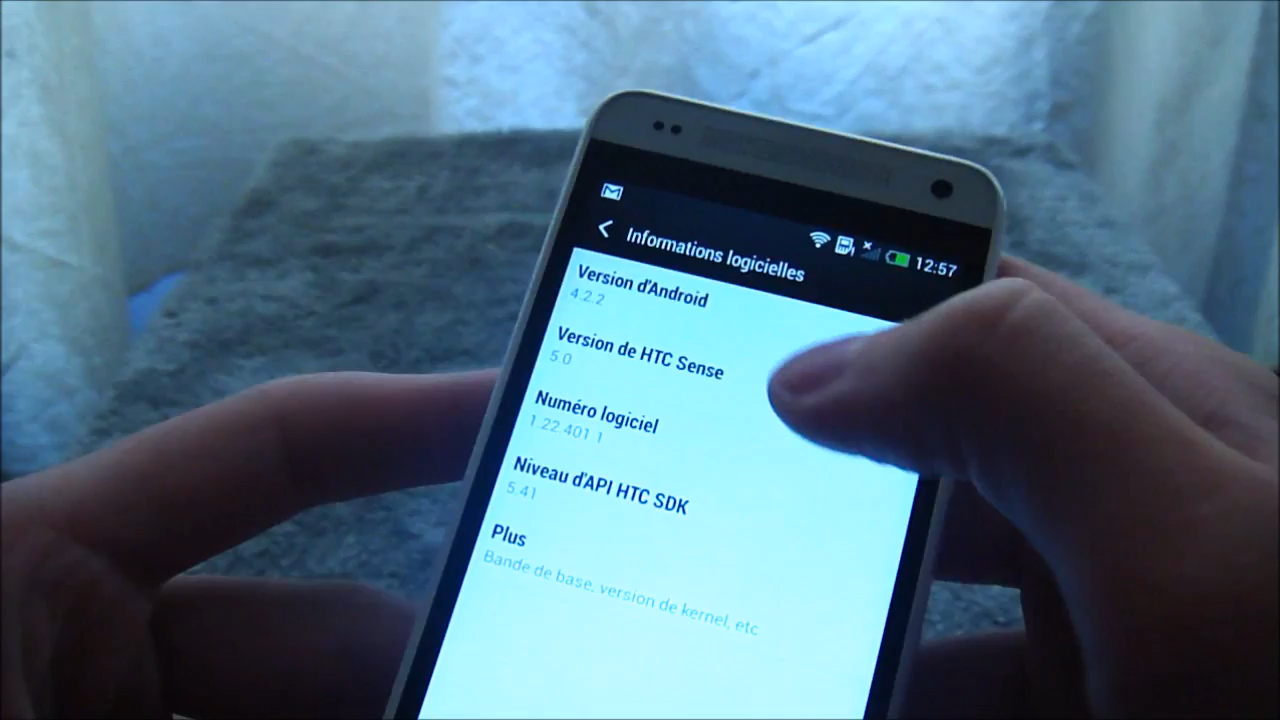 12:57
Informations logicielles
Version d'Android
4.2.2
Version de HTC Sense
5.0
Numéro logiciel
1.22.401.1
Niveau d'API HTC SDK
5.41
Plus
Bande de base, version de kernel, etc